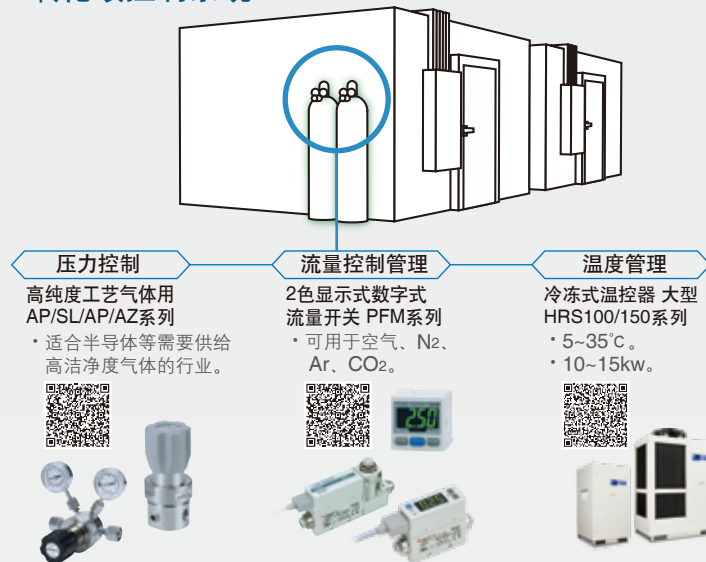 压力控制
流量控制管理
温度管理
高纯度工艺气体用
AP/SL/AP/AZ系列
・适合半导体等需要供给
高洁净度气体的行业。
2色显示式数字式
流量开关 PFM系列
・可用于空气、N2、
Ar、CO2。
冷冻式温控器 大型
HRS100/150系列
・5~35℃。
・10~15kw。
250